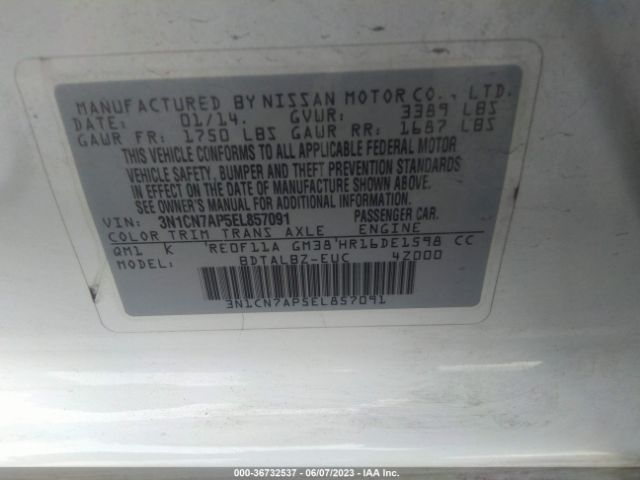 MANUFACTURED BY NISSAN MOTOR CO., LTD.
DATE: 01/14. GVWR: 3389 LBS
GAWR FR: 1750 LBS GAWR RR: 1687 LBS
THIS VEHICLE CONFORMS TO ALL APPLICABLE FEDERAL MOTOR
VEHICLE SAFETY, BUMPER AND THEFT PREVENTION STANDARDS
IN EFFECT ON THE DATE OF MANUFACTURE SHOWN ABOVE.
SEE OWNERS MANUAL FOR ADDITIONAL INFORMATION.
VIN: 3N1CN7AP5EL857091 PASSENGER CAR.
COLOR TRIM TRANS AXLE ENGINE
QM1 K RE0F11A GM38 HR16DE1598 CC
MODEL: BDTALBZ-EUC 4Z000
3N1CN7AP5EL857091
000-36732537 - 06/07/2023 - IAA Inc.